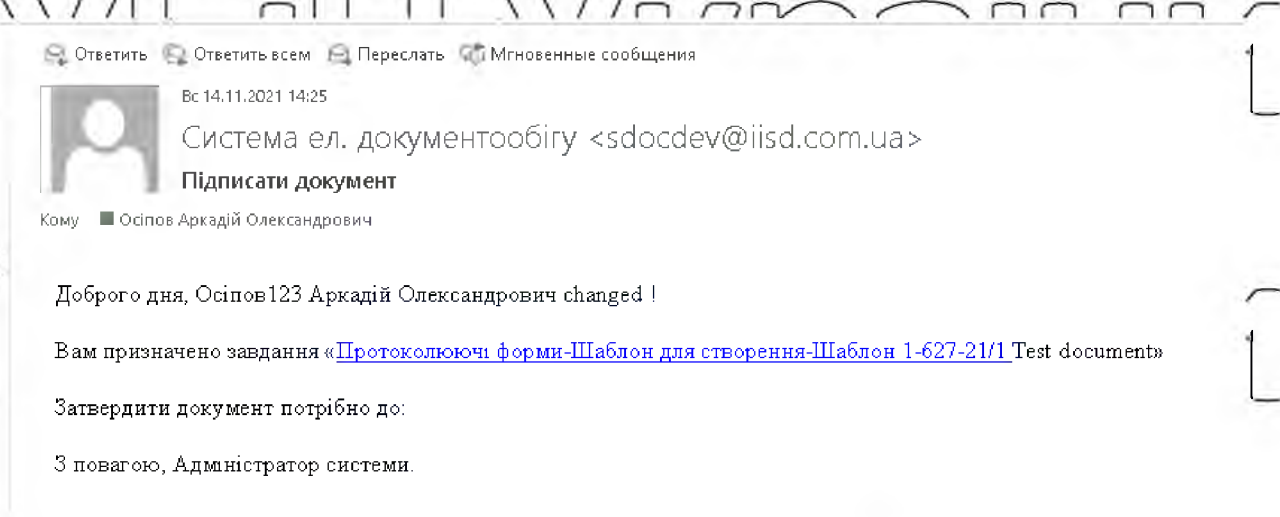 Ответить Ответить всем Переслать Мгновенные сообщения
Вс 14.11.2021 14:25
Система ел. документообігу <sdocdev@iisd.com.ua>
Підписати документ
Кому Осіпов Аркадій Олександрович
Доброго дня, Осіпов123 Аркадій Олександрович changed !
Вам призначено завдання «Протоколюючі форми-Шаблон для створення-Шаблон 1-627-21/1 Test document»
Затвердити документ потрібно до:
З повагою, Адміністратор системи.